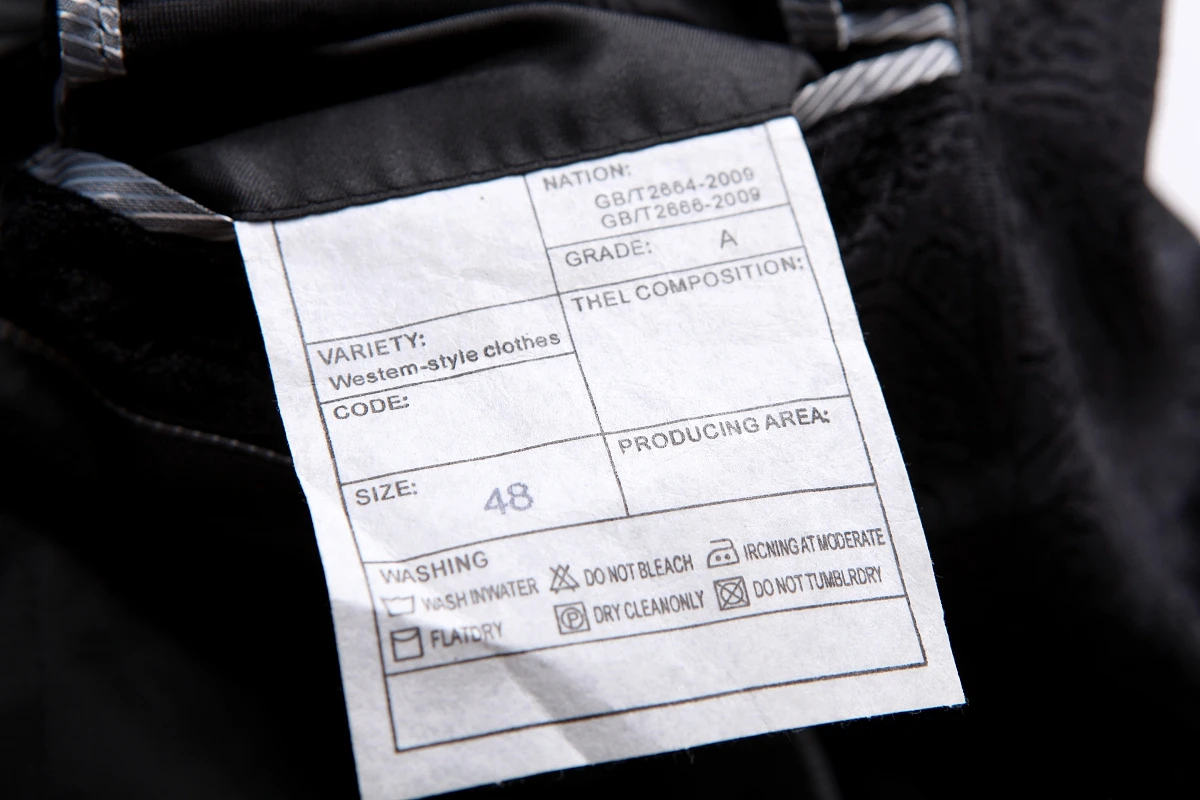 NATION:
GB/T2664-2009
GB/T2666-2009
GRADE: A
THEL COMPOSITION:
VARIETY:
Westem-style clothes
CODE:
PRODUCING AREA:
SIZE: 48
WASHING
WASH INWATER DO NOT BLEACH IRCNING AT MODERATE
FLATDRY P DRY CLEANONLY DO NOT TUMBLRDRY